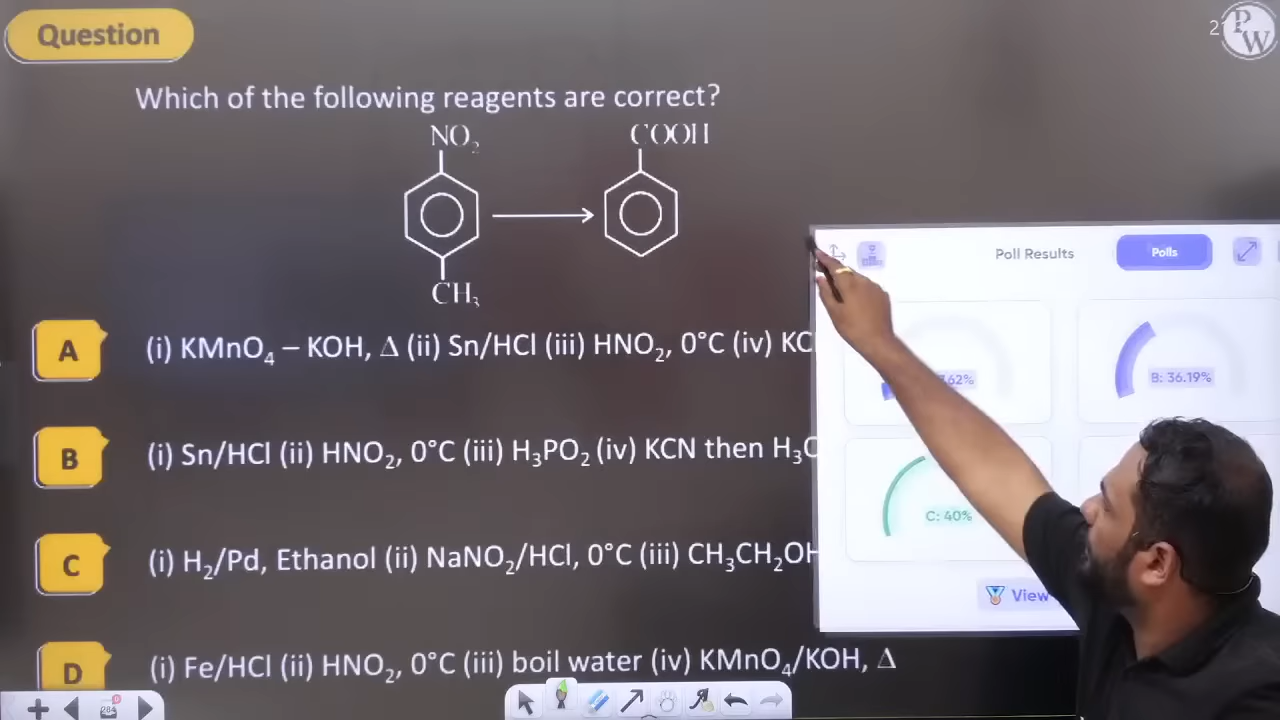 Question
PW
Which of the following reagents are correct?
NO₂
COOH
CH₃
Poll Results
Polls
A
(i) KMnO₄ – KOH, Δ (ii) Sn/HCl (iii) HNO₂, 0°C (iv)
B: 36.19%
B
(i) Sn/HCl (ii) HNO₂, 0°C (iii) H₃PO₂ (iv) KCN then
C: 40%
C
(i) H₂/Pd, Ethanol (ii) NaNO₂/HCl, 0°C (iii) CH₃CH₂OH
View
D
(i) Fe/HCl (ii) HNO₂, 0°C (iii) boil water (iv) KMnO₄/KOH, Δ